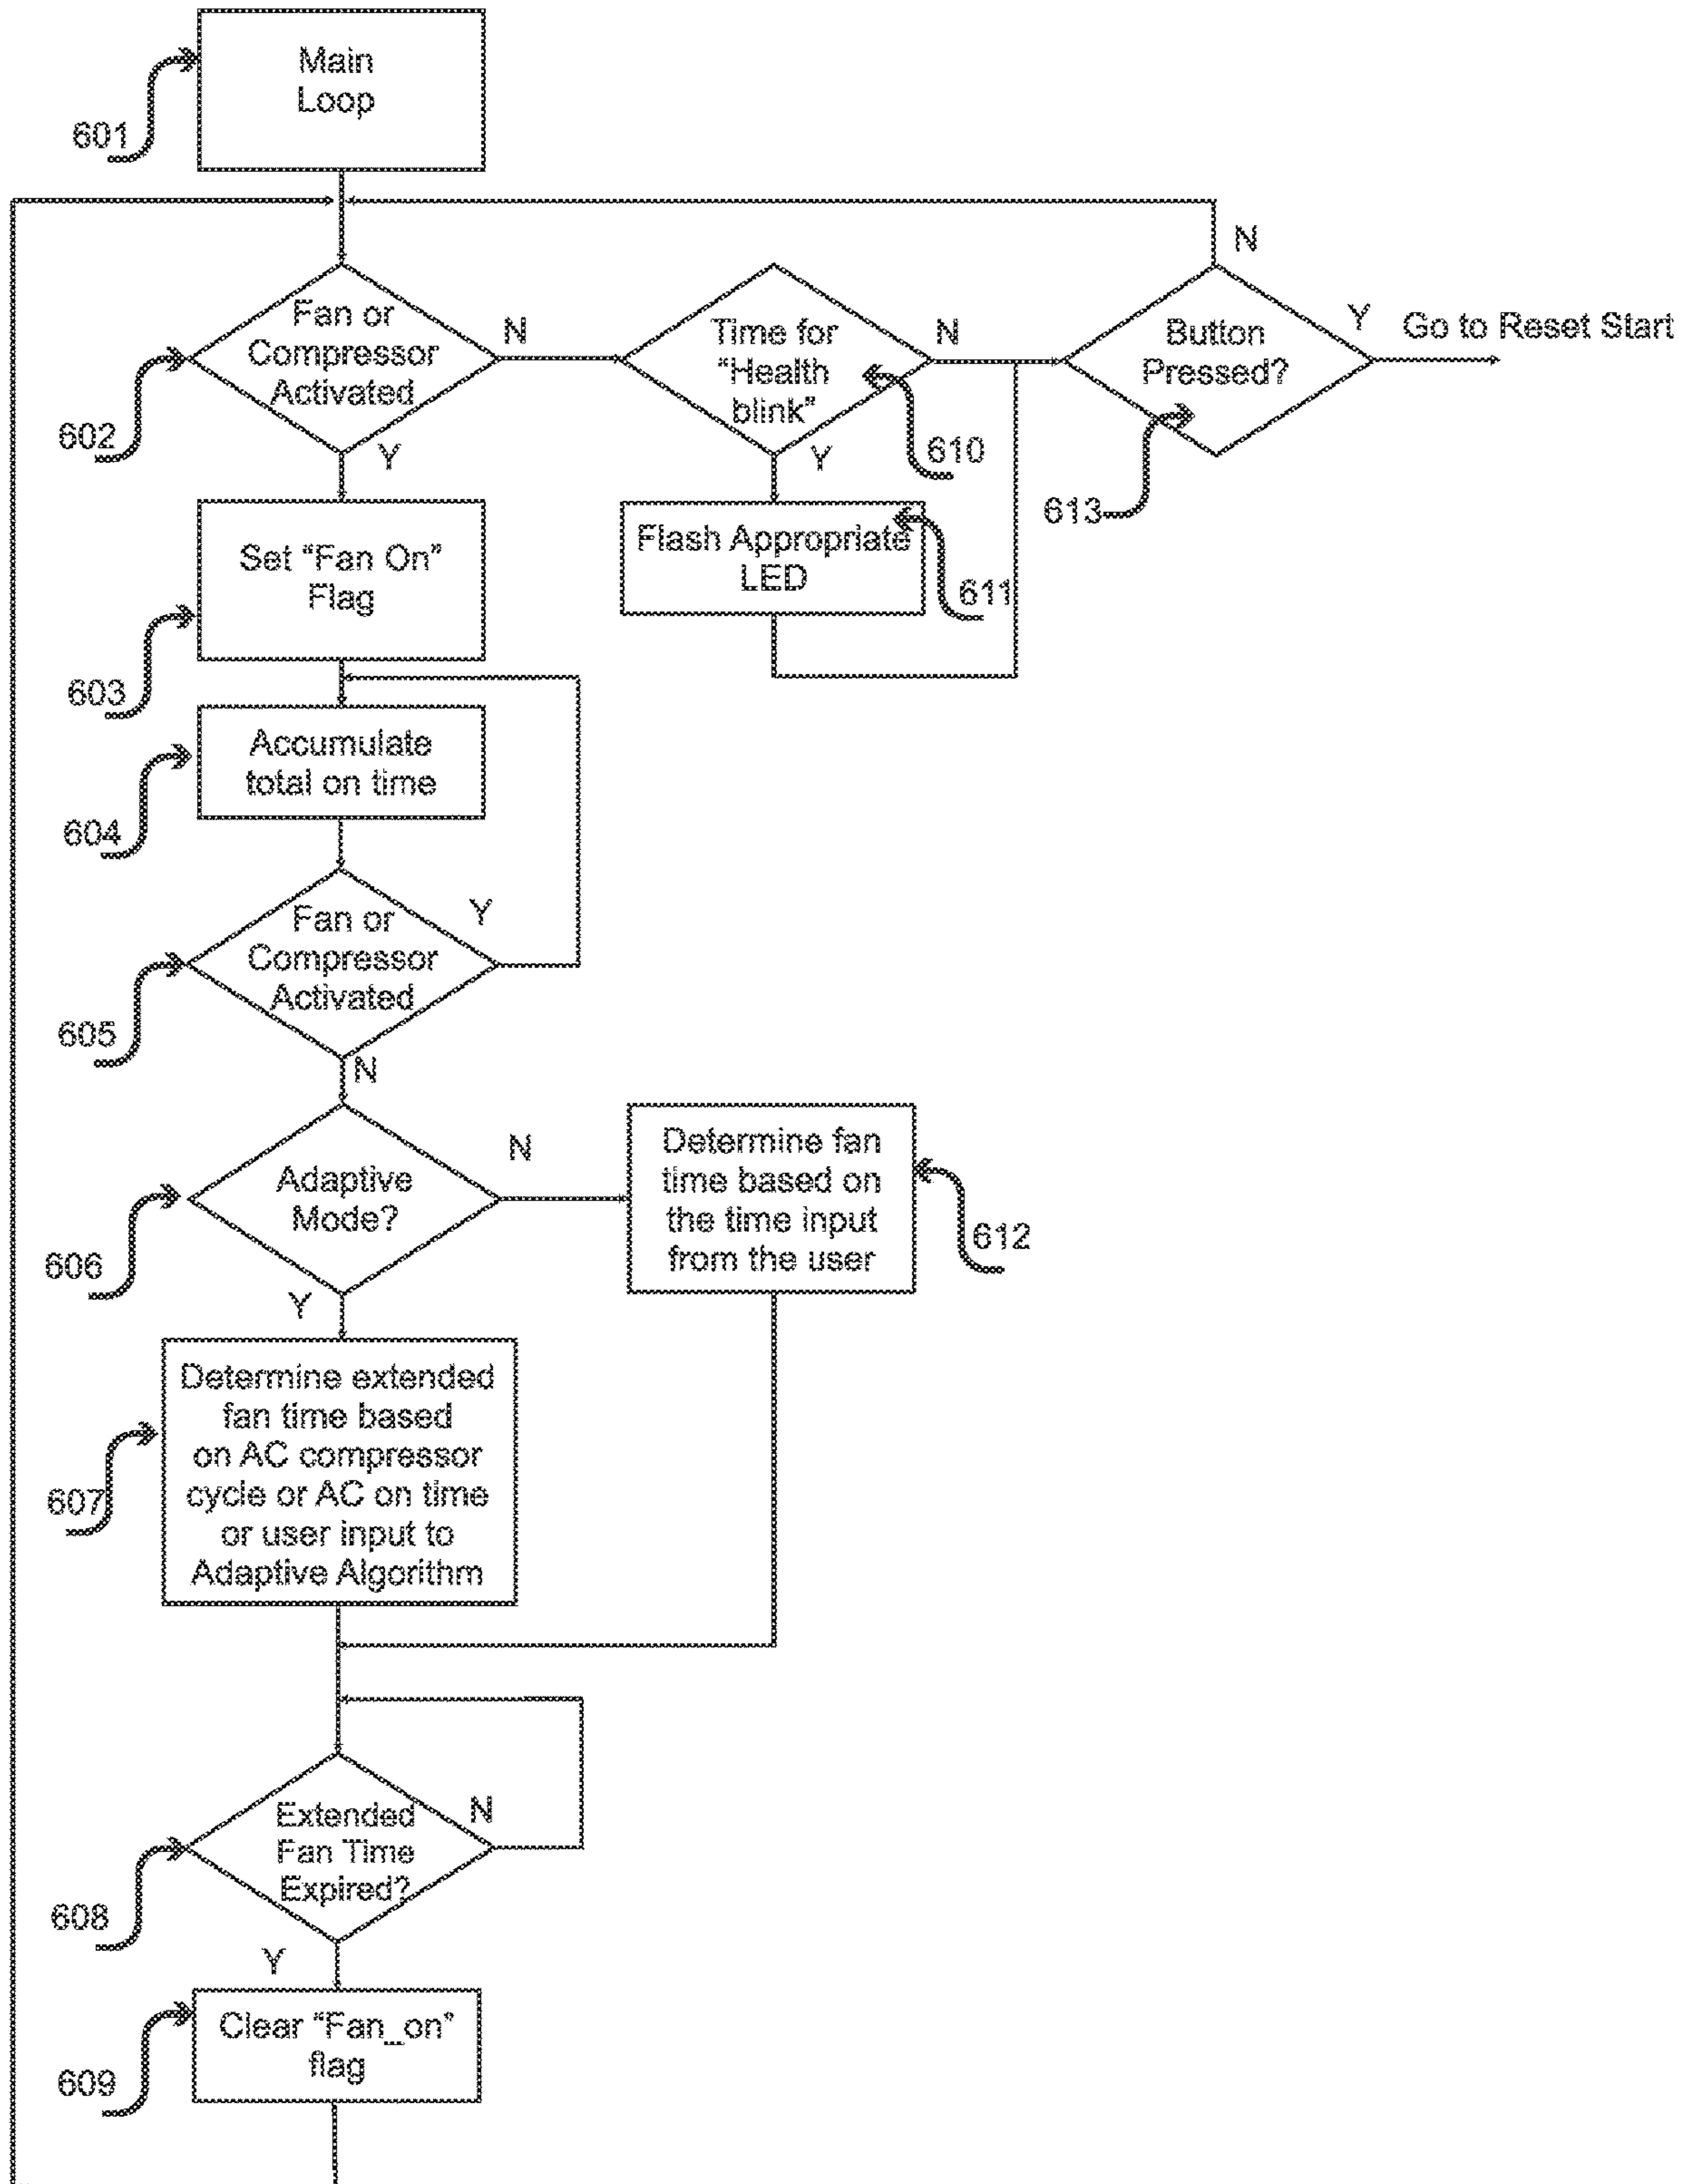 Main
Loop
601
N
Fan or
Compressor
Activated
N
Time for
“Health
blink”
N
Button
Pressed?
Y
Go to Reset Start
602
Y
Y
610
613
Set “Fan On”
Flag
Flash Appropriate
LED
611
603
Accumulate
total on time
604
Fan or
Compressor
Activated
Y
605
N
Adaptive
Mode?
N
Determine fan
time based on
the time input
from the user
612
606
Y
Determine extended
fan time based
on AC compressor
cycle or AC on time
or user input to
Adaptive Algorithm
607
Extended
Fan Time
Expired?
N
608
Y
Clear “Fan_on”
flag
609